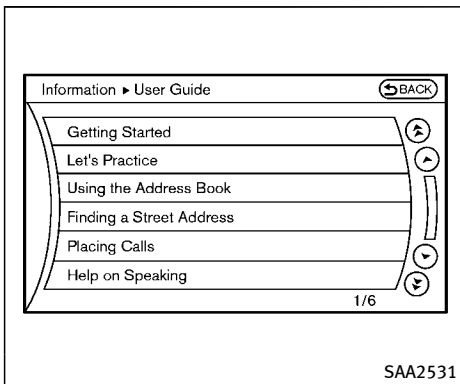 Information ▸ User Guide
BACK
Getting Started
Let's Practice
Using the Address Book
Finding a Street Address
Placing Calls
Help on Speaking
1/6
SAA2531